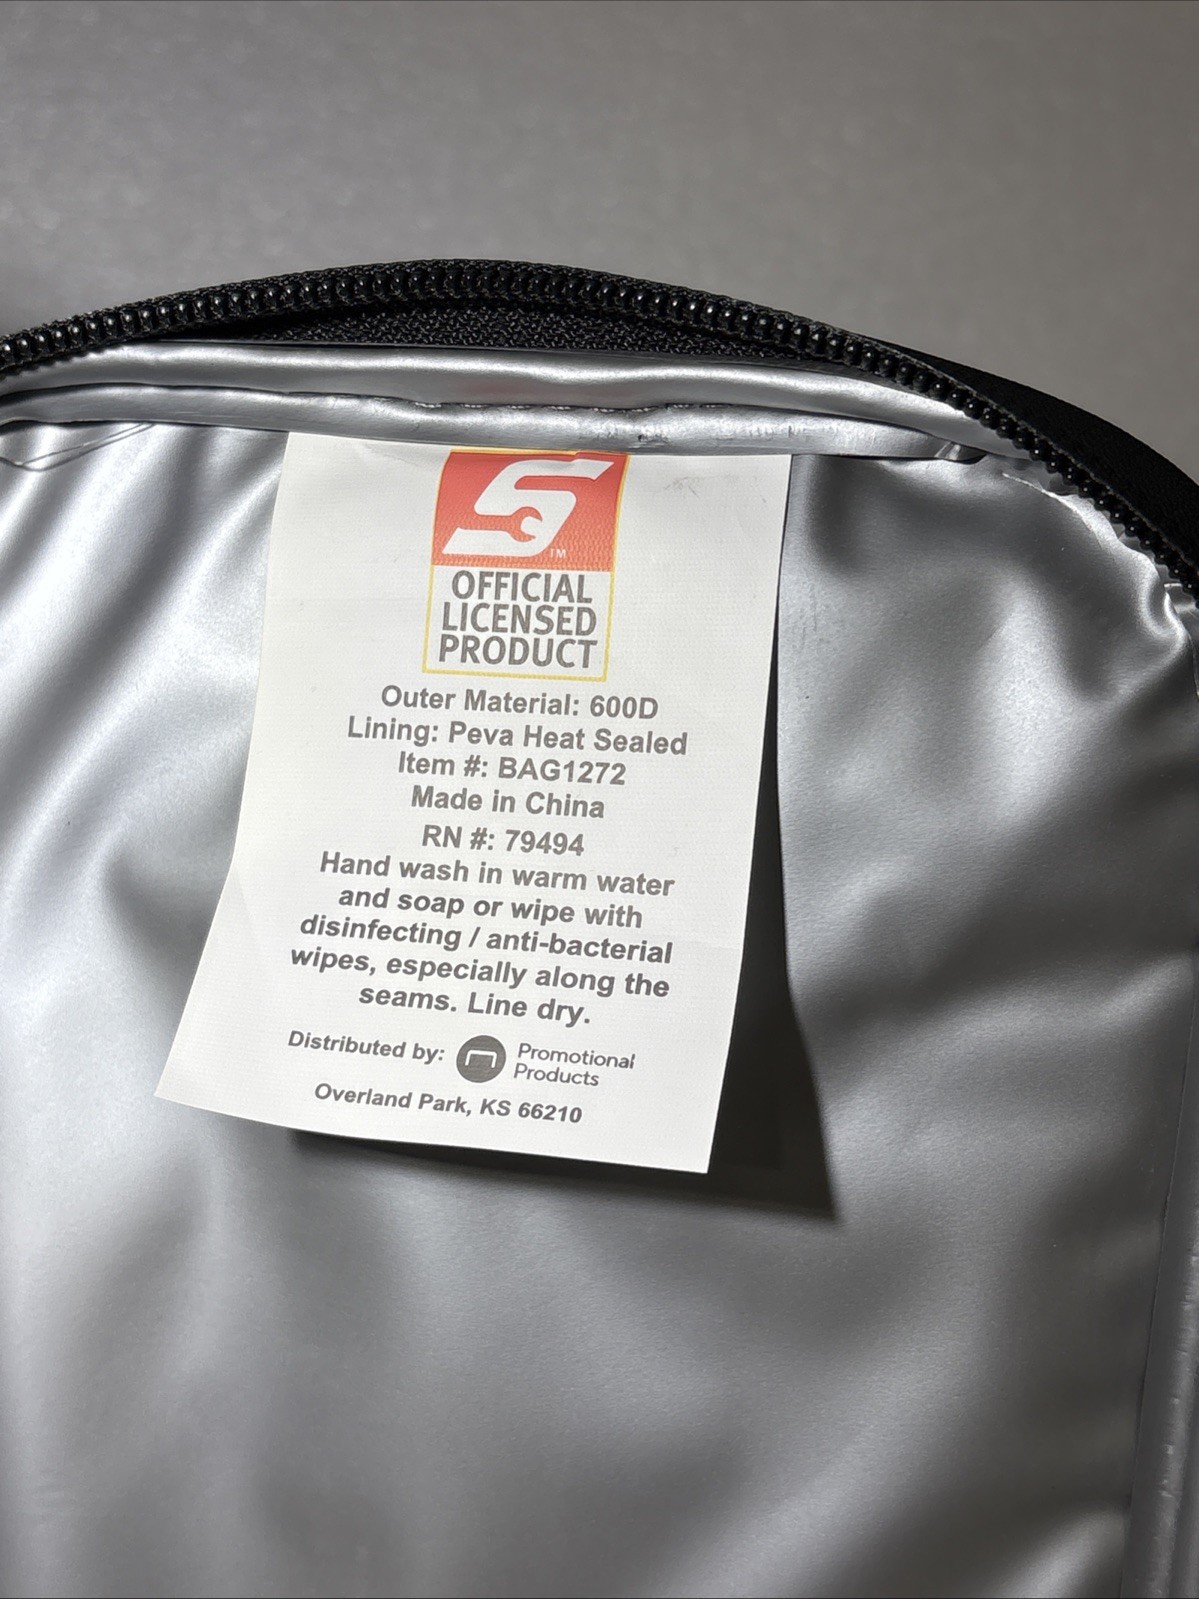 S
TM
OFFICIAL
LICENSED
PRODUCT
Outer Material: 600D
Lining: Peva Heat Sealed
Item #: BAG1272
Made in China
RN #: 79494
Hand wash in warm water
and soap or wipe with
disinfecting / anti-bacterial
wipes, especially along the
seams. Line dry.
Distributed by: Promotional
Products
Overland Park, KS 66210